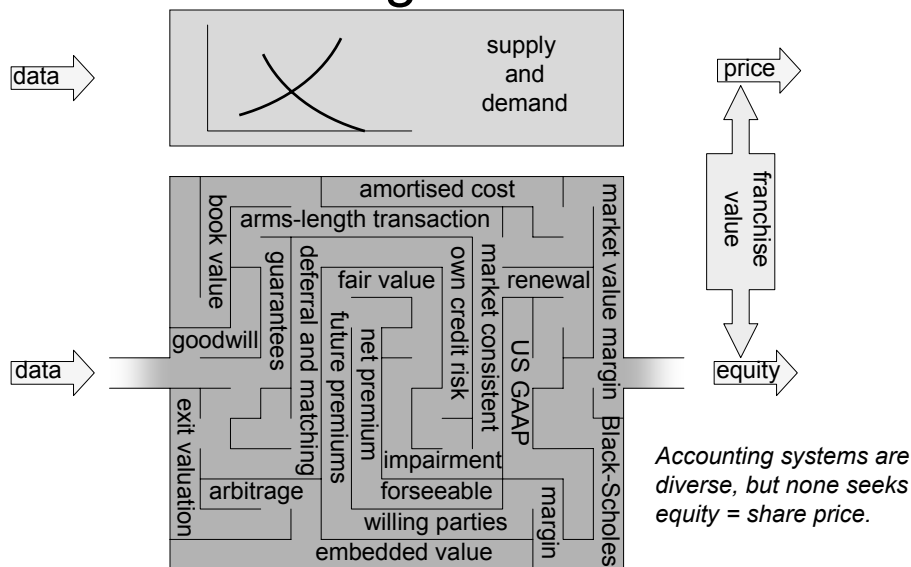 data
supply
and
demand
price
franchise
value
amortised cost
arms-length transaction
book value
guarantees
deferral and matching
fair value
own credit risk
market consistent
renewal
market value margin
goodwill
future premiums
net premium
US GAAP
data
equity
exit valuation
impairment
Black-Scholes
arbitrage
forseeable
willing parties
margin
embedded value
Accounting systems are
diverse, but none seeks
equity = share price.